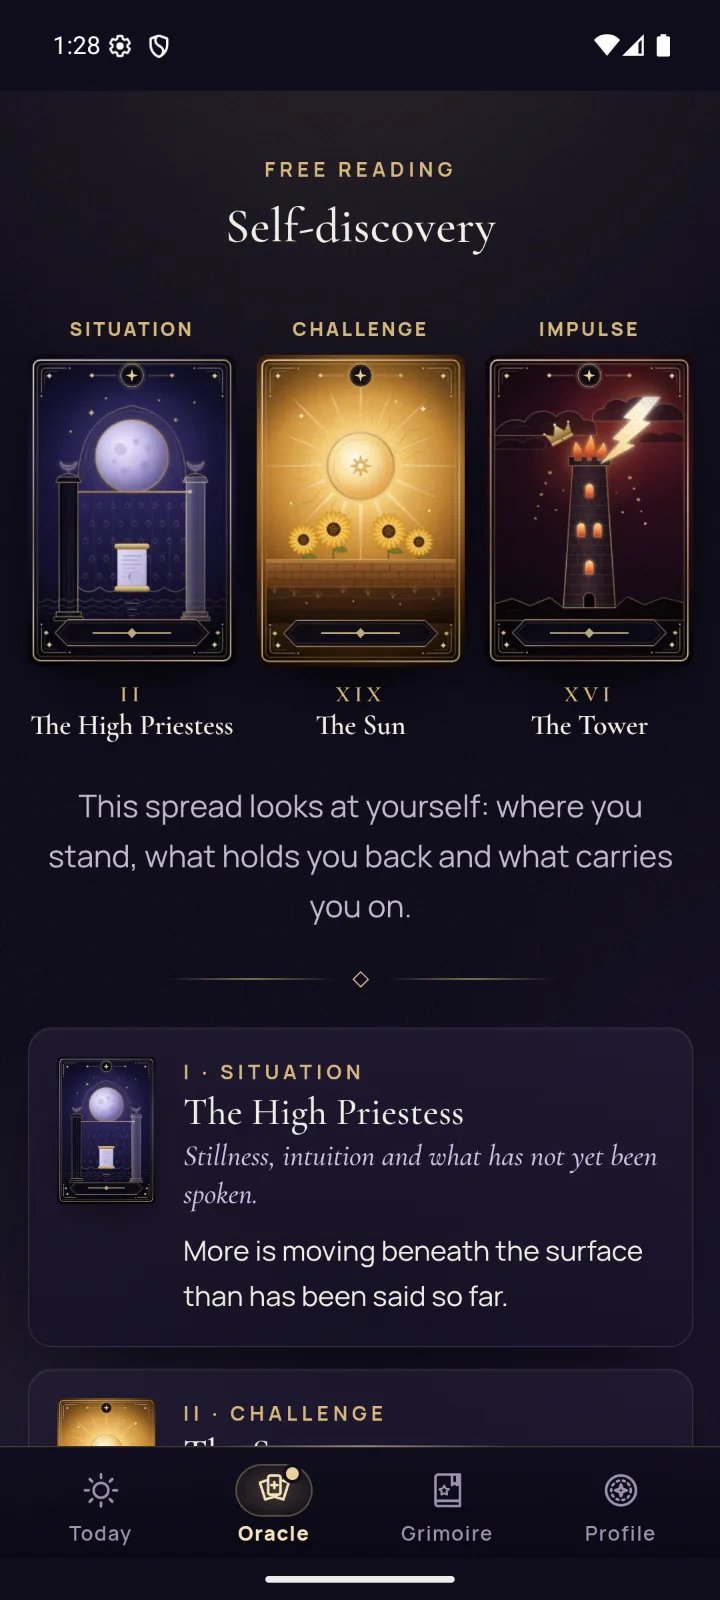 1:28
FREE READING
Self-discovery
SITUATION
CHALLENGE
IMPULSE
II
The High Priestess
XIX
The Sun
XVI
The Tower
This spread looks at yourself: where you
stand, what holds you back and what carries
you on.
I · SITUATION
The High Priestess
Stillness, intuition and what has not yet been
spoken.
More is moving beneath the surface
than has been said so far.
II · CHALLENGE
Today
Oracle
Grimoire
Profile